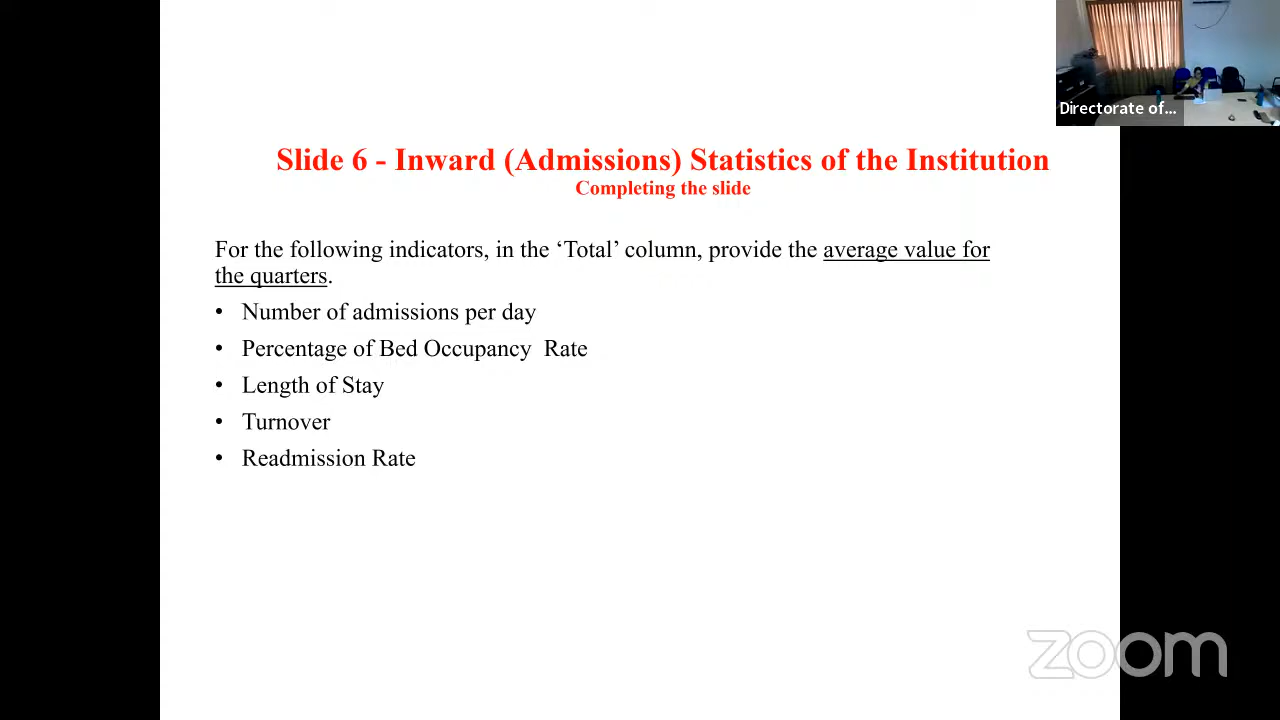 Directorate of...
Slide 6 - Inward (Admissions) Statistics of the Institution
Completing the slide
For the following indicators, in the ‘Total’ column, provide the average value for
the quarters.
• Number of admissions per day
• Percentage of Bed Occupancy  Rate
• Length of Stay
• Turnover
• Readmission Rate
zoom